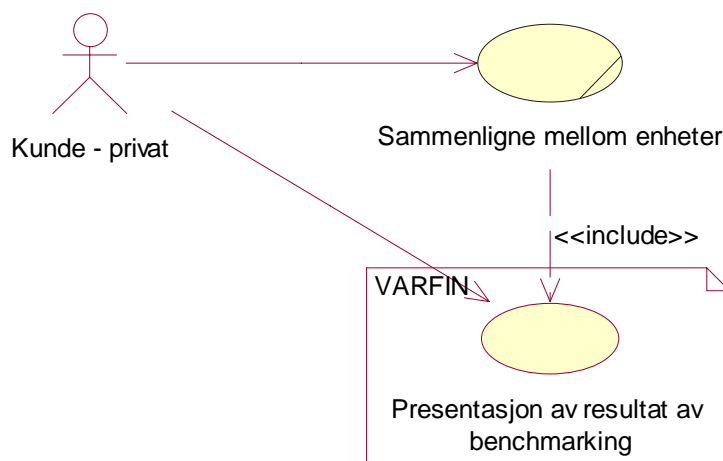 Kunde - privat
Sammenligne mellom enheter
<<include>>
VARFIN
Presentasjon av resultat av
benchmarking